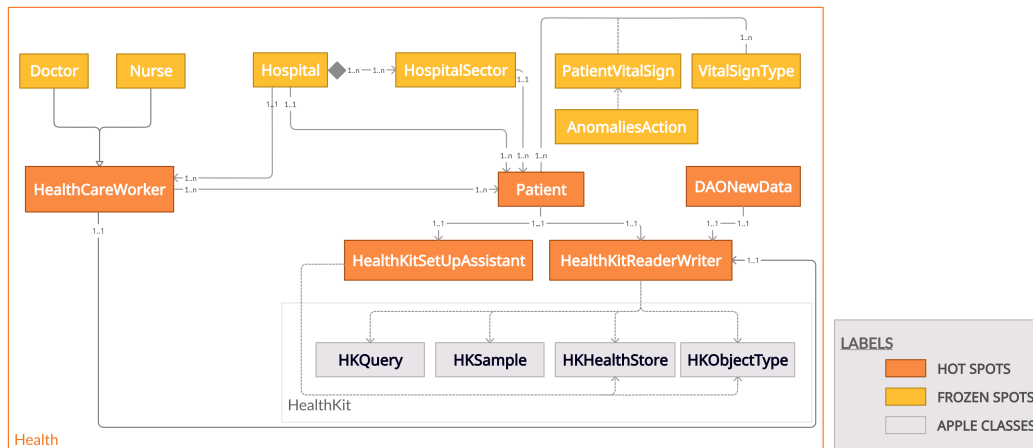 1..n
Doctor
Nurse
Hospital
1..n
1..n
HospitalSector
1..1
PatientVitalSign
VitalSignType
1..1
1..1
AnomaliesAction
1..n
1..n
1..n
HealthCareWorker
1..n
1..n
1..n
Patient
DAONewData
1..1
1..1
1..1
1..1
1..1
1..1
HealthKitSetUpAssistant
HealthKitReaderWriter
1..1
HKQuery
HKSample
HKHealthStore
HKObjectType
HealthKit
Health
LABELS
HOT SPOTS
FROZEN SPOTS
APPLE CLASSES